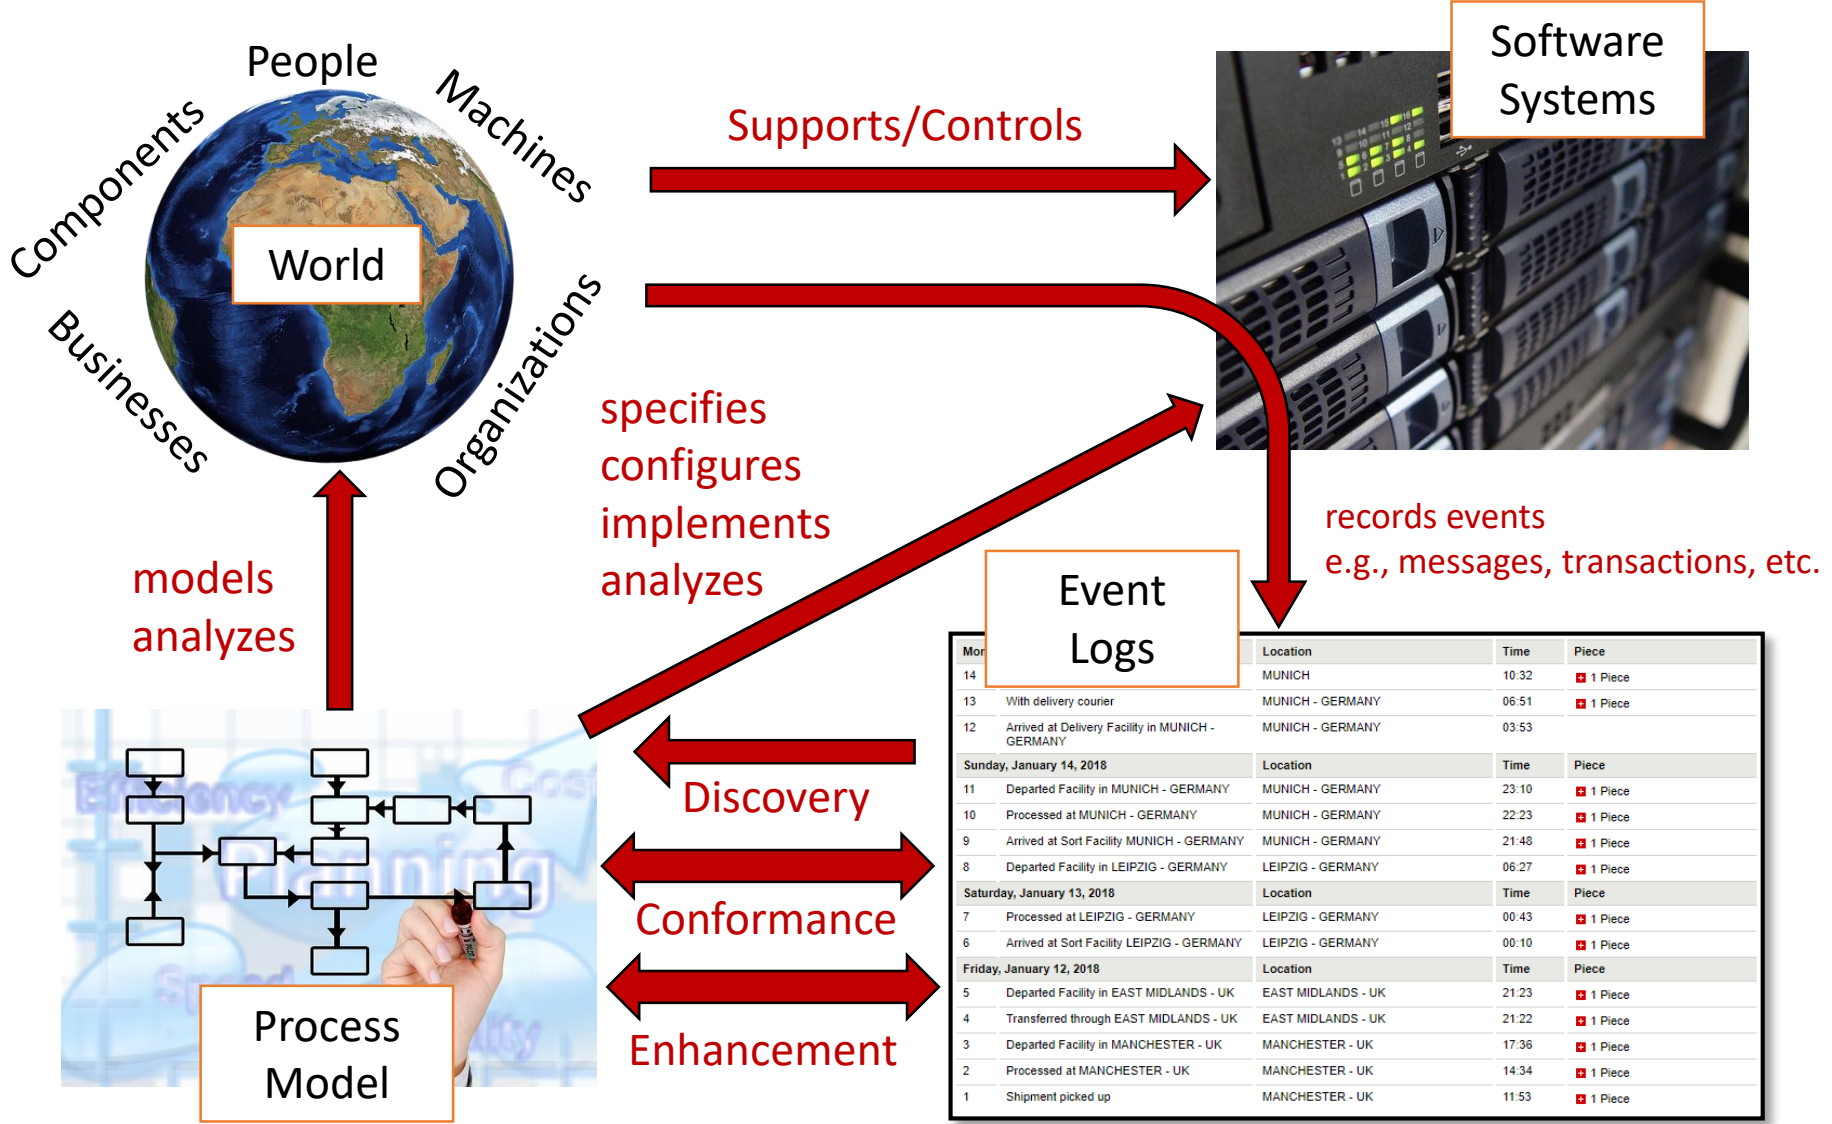 People
Machines
Components
World
Businesses
Organizations
Supports/Controls
Software
Systems
specifies
configures
implements
analyzes
models
analyzes
records events
e.g., messages, transactions, etc.
Event
Logs
Discovery
Conformance
Enhancement
Process
Model
Efficiency
Planning
Cost
Location Time Piece
14 MUNICH 10:32 1 Piece
13 With delivery courier MUNICH - GERMANY 06:51 1 Piece
12 Arrived at Delivery Facility in MUNICH - MUNICH - GERMANY 03:53
GERMANY
Sunday, January 14, 2018 Location Time Piece
11 Departed Facility in MUNICH - GERMANY MUNICH - GERMANY 23:10 1 Piece
10 Processed at MUNICH - GERMANY MUNICH - GERMANY 22:23 1 Piece
9 Arrived at Sort Facility MUNICH - GERMANY MUNICH - GERMANY 21:48 1 Piece
8 Departed Facility in LEIPZIG - GERMANY LEIPZIG - GERMANY 06:27 1 Piece
Saturday, January 13, 2018 Location Time Piece
7 Processed at LEIPZIG - GERMANY LEIPZIG - GERMANY 00:43 1 Piece
6 Arrived at Sort Facility LEIPZIG - GERMANY LEIPZIG - GERMANY 00:10 1 Piece
Friday, January 12, 2018 Location Time Piece
5 Departed Facility in EAST MIDLANDS - UK EAST MIDLANDS - UK 21:23 1 Piece
4 Transferred through EAST MIDLANDS - UK EAST MIDLANDS - UK 21:22 1 Piece
3 Departed Facility in MANCHESTER - UK MANCHESTER - UK 17:36 1 Piece
2 Processed at MANCHESTER - UK MANCHESTER - UK 14:34 1 Piece
1 Shipment picked up MANCHESTER - UK 11:53 1 Piece